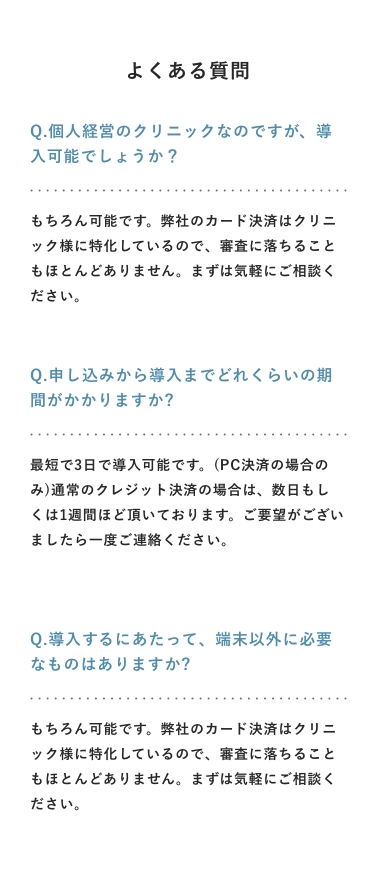 よくある質問
Q.個人経営のクリニックなのですが、導
入可能でしょうか？
もちろん可能です。弊社のカード決済はクリニ
ック様に特化しているので、審査に落ちること
もほとんどありません。まずは気軽にご相談く
ださい。
Q.申し込みから導入までどれくらいの期
間がかかりますか?
最短で3日で導入可能です。(PC決済の場合の
み)通常のクレジット決済の場合は、数日もし
くは1週間ほど頂いております。ご要望がござい
ましたら一度ご連絡ください。
Q.導入するにあたって、端末以外に必要
なものはありますか?
もちろん可能です。弊社のカード決済はクリニ
ック様に特化しているので、審査に落ちること
もほとんどありません。まずは気軽にご相談く
ださい。